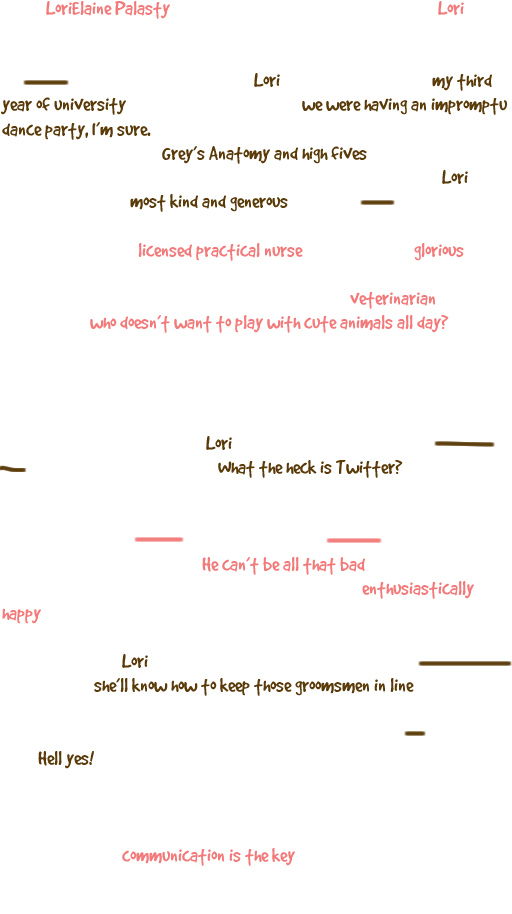 LoriElaine Palasty Lori
Lori my third
year of university we were having an impromptu
dance party, I'm sure.
Grey's Anatomy and high fives
Lori
most kind and generous
licensed practical nurse glorious
veterinarian
who doesn't want to play with cute animals all day?
Lori
What the heck is Twitter?
He can't be all that bad
enthusiastically
happy
Lori
she'll know how to keep those groomsmen in line
Hell yes!
communication is the key